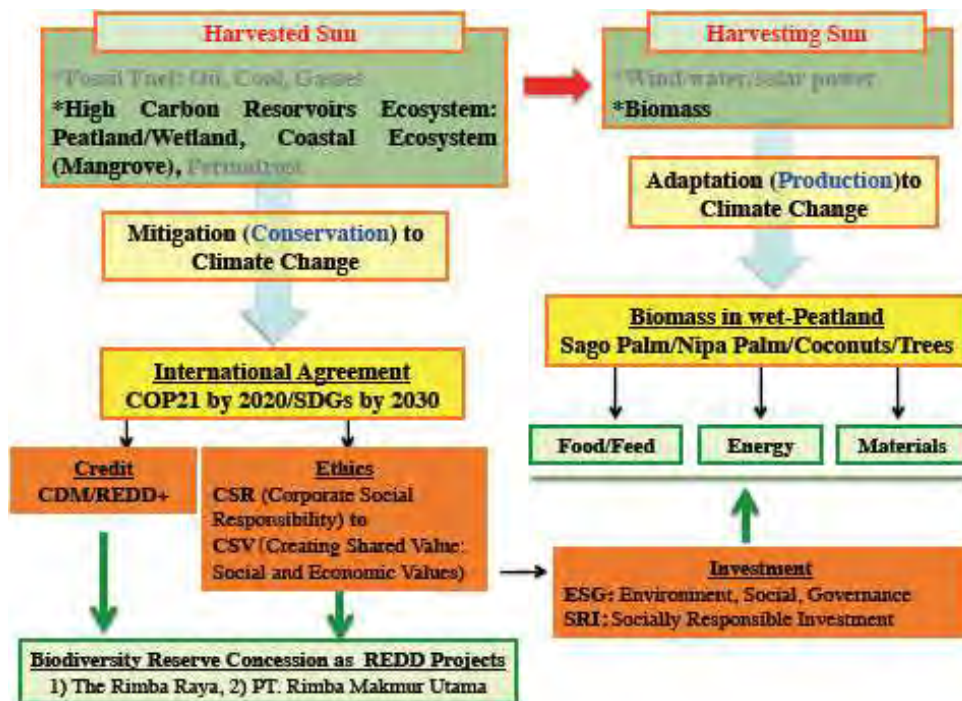 Harvested Sun
*Fossil Fuel: Oil, Coal, Gasses
*High Carbon Resorvoirs Ecosystem:
Peatland/Wetland, Coastal Ecosystem
(Mangrove), Permafrost
Mitigation (Conservation) to
Climate Change
International Agreement
COP21 by 2020/SDGs by 2030
Credit
CDM/REDD+
Ethics
CSR (Corporate Social
Responsibility) to
CSV(Creating Shared Value:
Social and Economic Values)
Biodiversity Reserve Concession as REDD Projects
1) The Rimba Raya, 2) PT. Rimba Makmur Utama
Harvesting Sun
*Wind/water/solar power
*Biomass
Adaptation (Production)to
Climate Change
Biomass in wet-Peatland
Sago Palm/Nipa Palm/Coconuts/Trees
Food/Feed
Energy
Materials
Investment
ESG: Environment, Social, Governance
SRI: Socially Responsible Investment